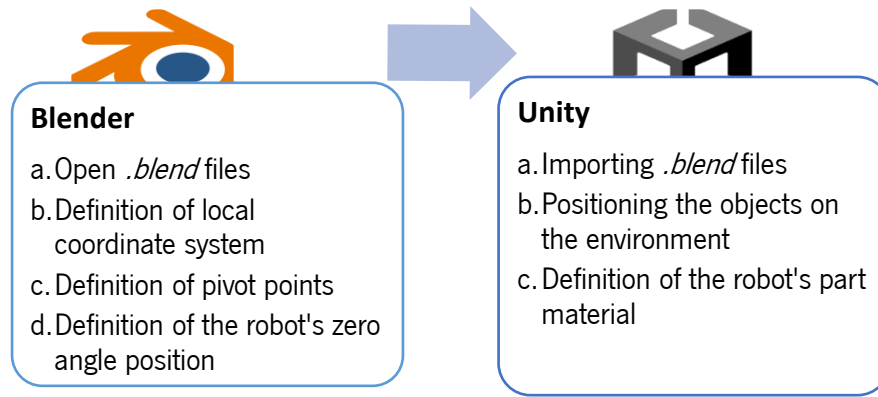 Blender
a. Open .blend files
b. Definition of local
coordinate system
c. Definition of pivot points
d. Definition of the robot's zero
angle position
Unity
a. Importing .blend files
b. Positioning the objects on
the environment
c. Definition of the robot's part
material